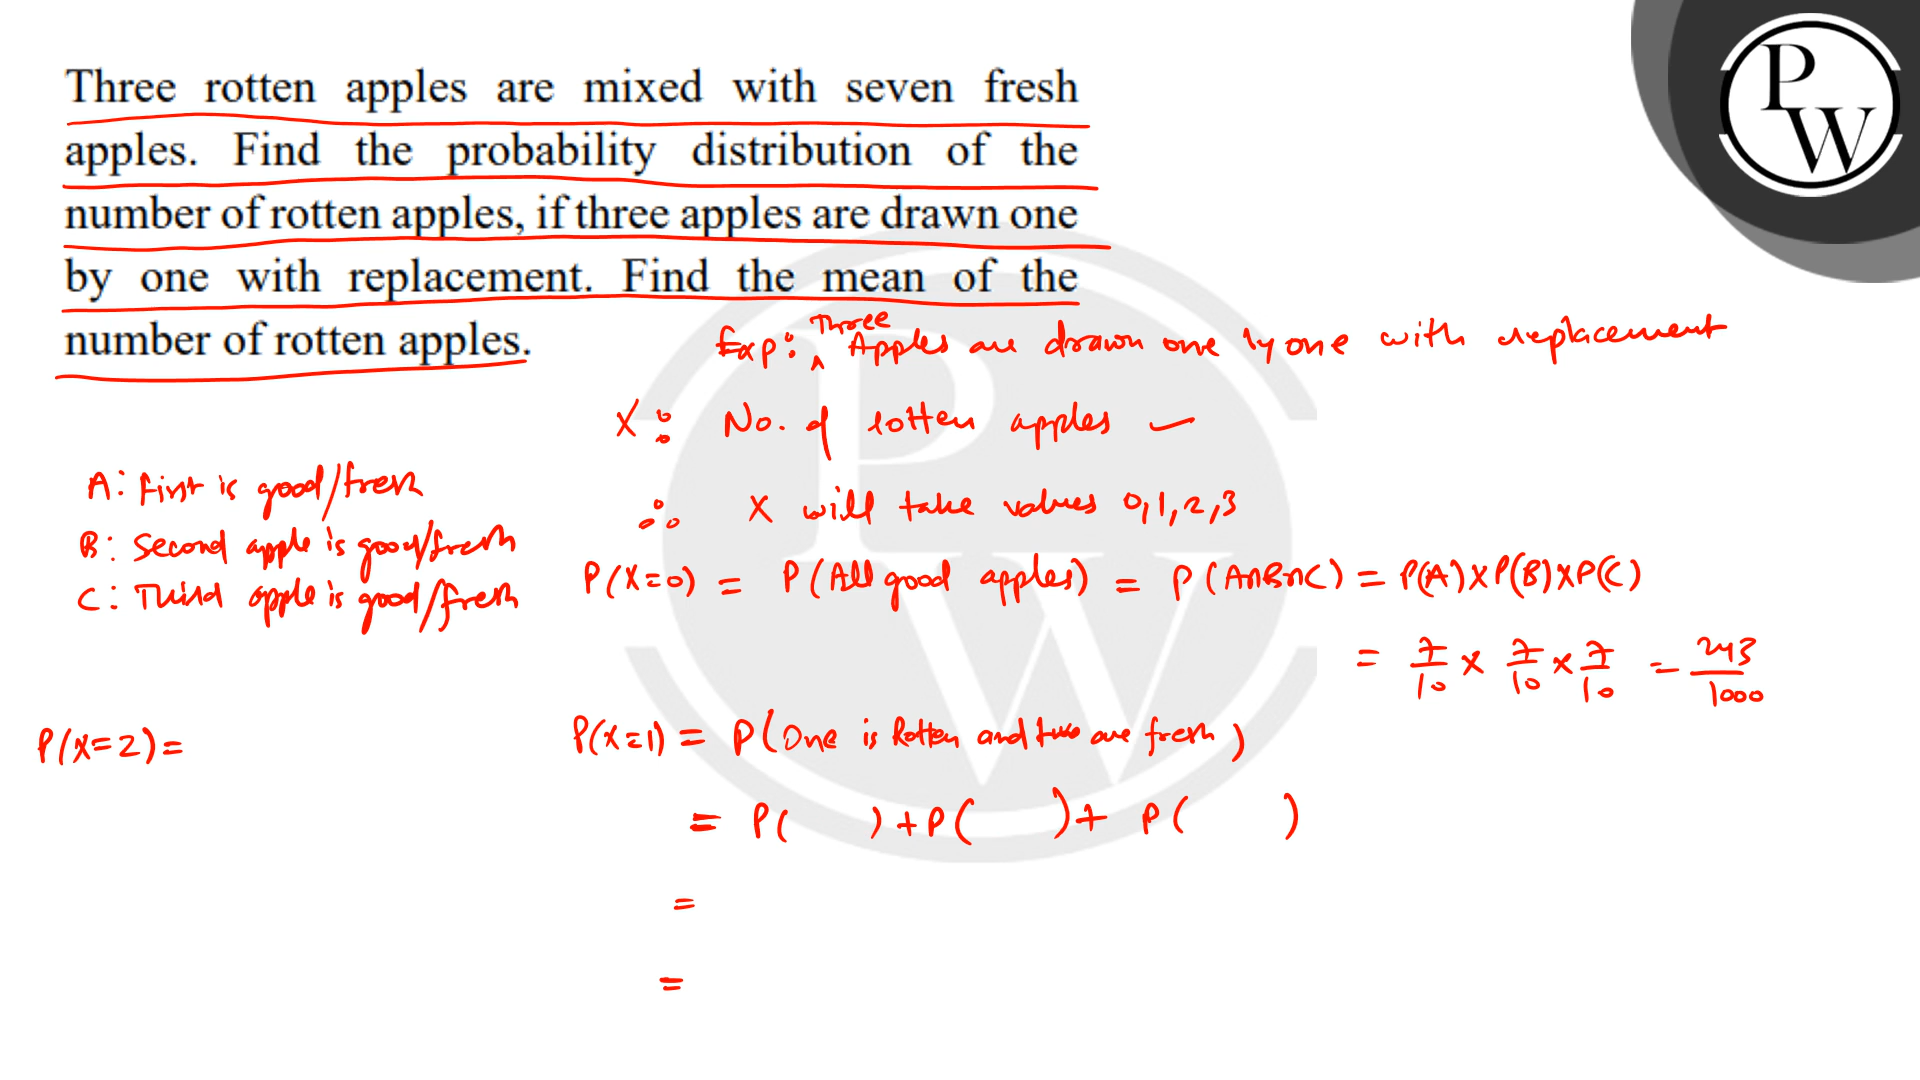 Three rotten apples are mixed with seven fresh
apples. Find the probability distribution of the
number of rotten apples, if three apples are drawn one
by one with replacement. Find the mean of the
number of rotten apples.
PW
Exp: Three Apples are drawn one by one with replacement
X: No. of rotten apples
∴ X will take values 0,1,2,3
A: First is good/fresh
B: Second apple is good/fresh
C: Third apple is good/fresh
P(X=0) = P(All good apples) = P(A∩B∩C) = P(A)×P(B)×P(C)
= 7/10 × 7/10 × 7/10 = 243/1000
P(X=1) = P(One is Rotten and two are fresh)
= P( )+P( )+ P( )
=
=
P(X=2)=